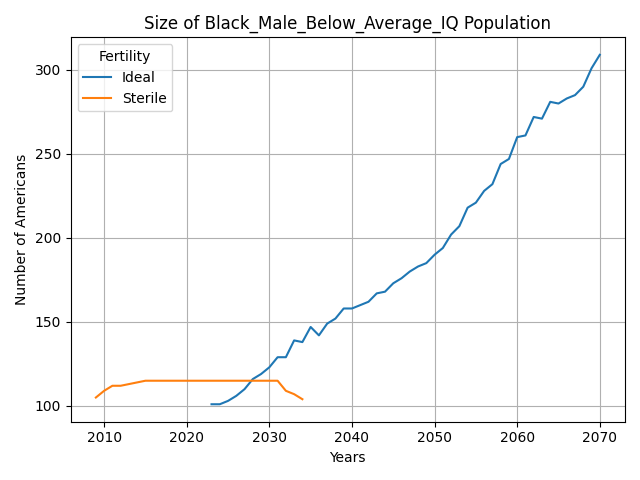 Size of Black_Male_Below_Average_IQ Population
Fertility
Ideal
Sterile
Number of Americans
300
250
200
150
100
2010 2020 2030 2040 2050 2060 2070
Years